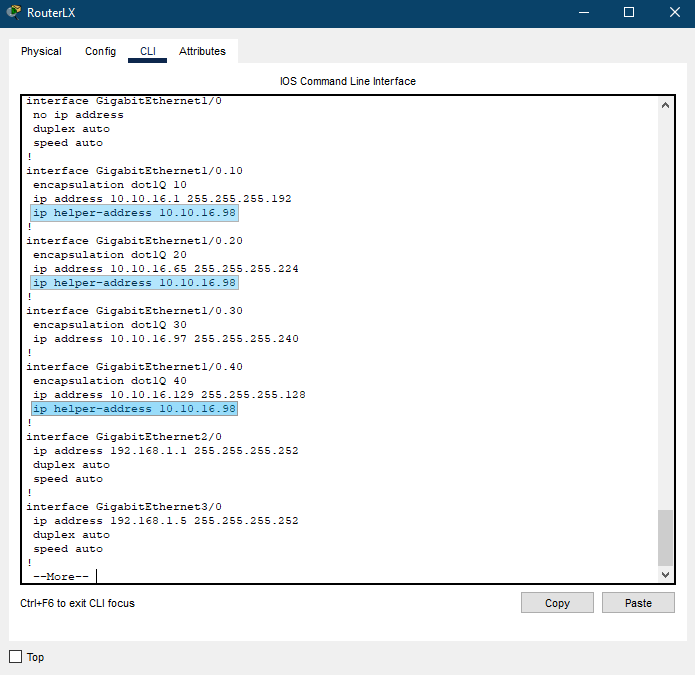 RouterLX
Physical Config CLI Attributes
IOS Command Line Interface
interface GigabitEthernet1/0
no ip address
duplex auto
speed auto
!
interface GigabitEthernet1/0.10
encapsulation dot1Q 10
ip address 10.10.16.1 255.255.255.192
ip helper-address 10.10.16.98
!
interface GigabitEthernet1/0.20
encapsulation dot1Q 20
ip address 10.10.16.65 255.255.255.224
ip helper-address 10.10.16.98
!
interface GigabitEthernet1/0.30
encapsulation dot1Q 30
ip address 10.10.16.97 255.255.255.240
!
interface GigabitEthernet1/0.40
encapsulation dot1Q 40
ip address 10.10.16.129 255.255.255.128
ip helper-address 10.10.16.98
!
interface GigabitEthernet2/0
ip address 192.168.1.1 255.255.255.252
duplex auto
speed auto
!
interface GigabitEthernet3/0
ip address 192.168.1.5 255.255.255.252
duplex auto
speed auto
!
--More--
Ctrl+F6 to exit CLI focus Copy Paste
Top